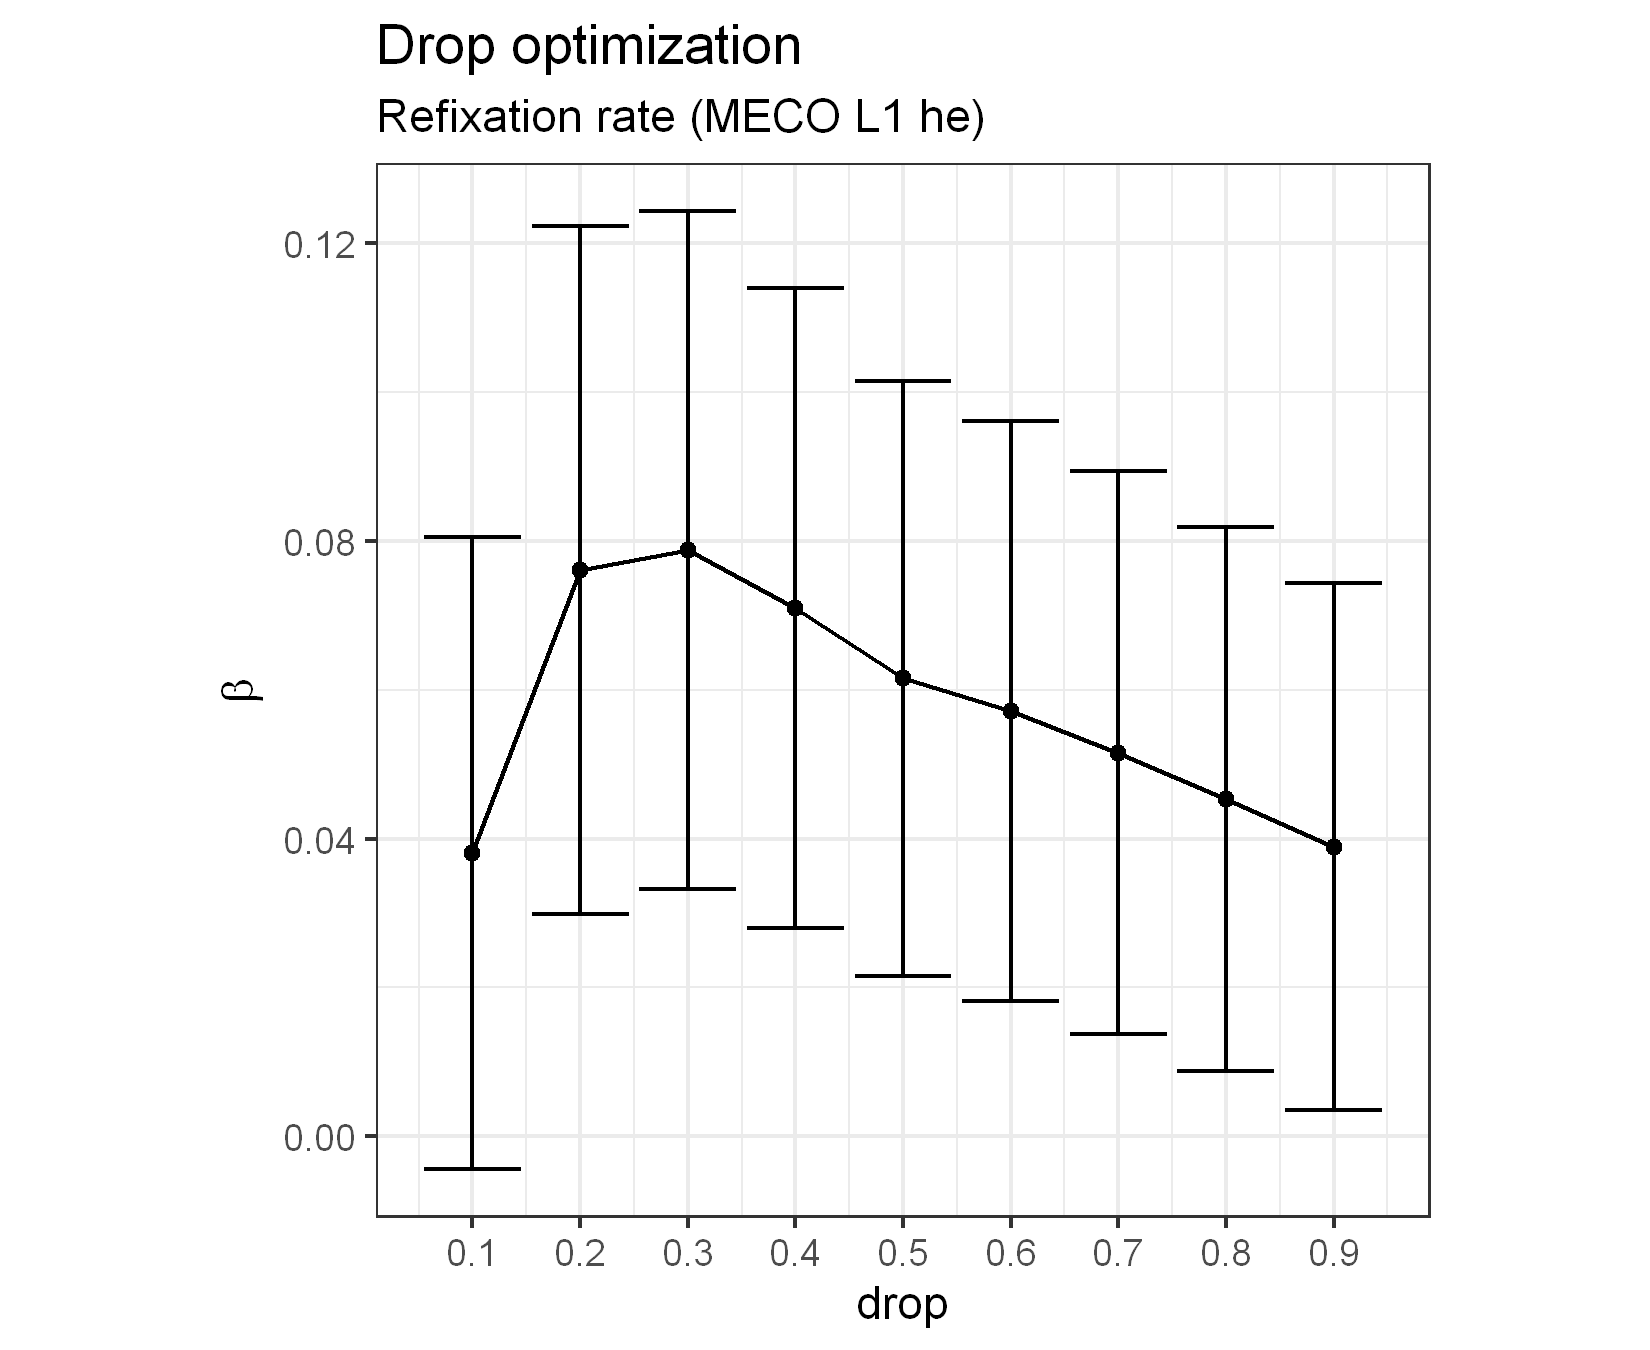 Drop optimization
Refixation rate (MECO L1 he)
0.12
0.08
0.04
0.00
β
0.1 0.2 0.3 0.4 0.5 0.6 0.7 0.8 0.9
drop